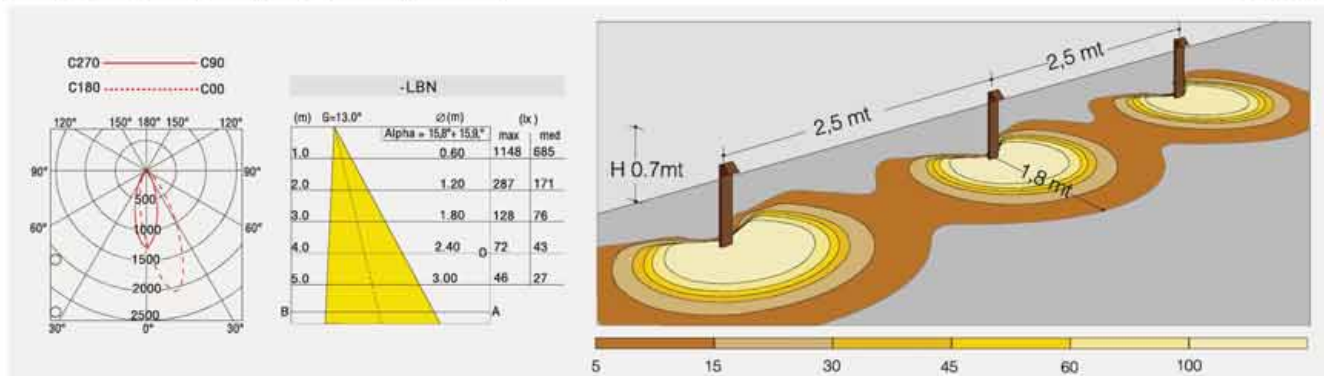 C270 C90
C180 C00
120° 150° 180° 150° 120°
90° 90°
500
60° 1000 60°
1500
2000
2500
30° 0° 30°
-LBN
(m) G=13.0° ∅(m) (lx)
Alpha = 15,8°+ 15,9,° max med
1.0 0.60 1148 685
2.0 1.20 287 171
3.0 1.80 128 76
4.0 2.40 O 72 43
5.0 3.00 46 27
B A
2,5 mt
2,5 mt
H 0.7mt
1,8 mt
5 15 30 45 60 100